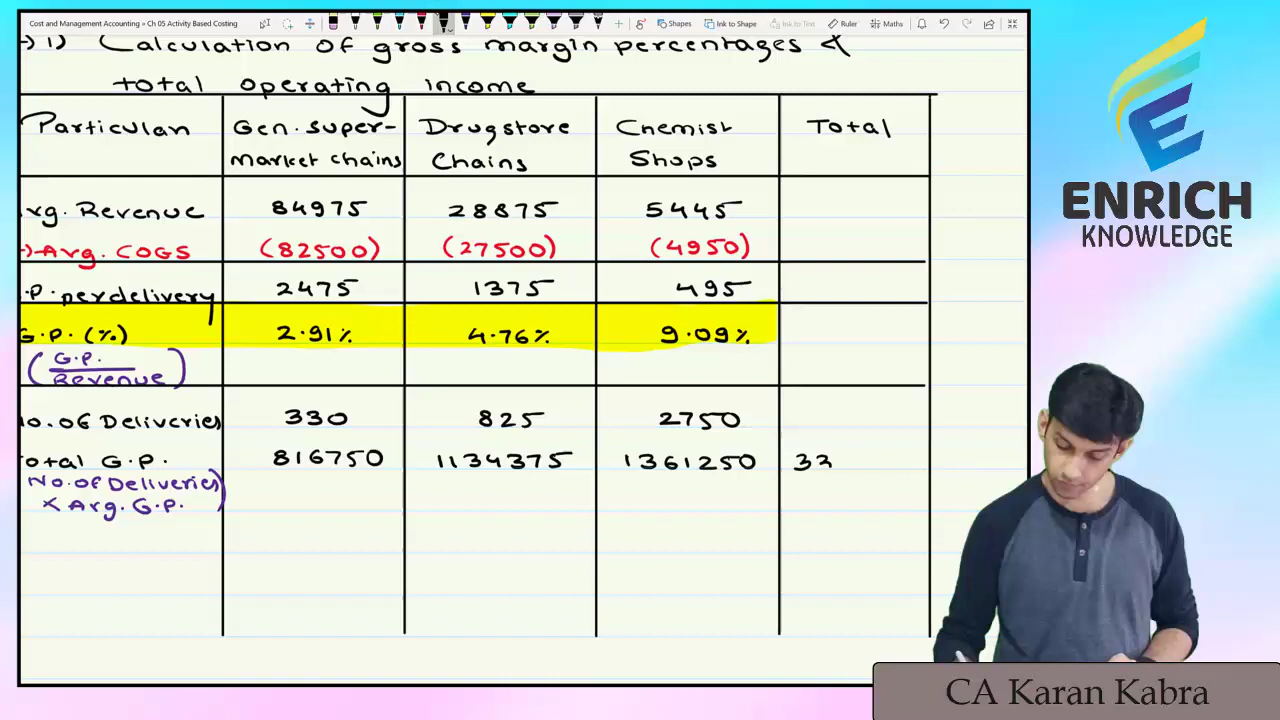 Cost and Management Accounting » Ch 05 Activity Based Costing
Shapes Ink to Shape Ink to Text Ruler Maths
1) Calculation of gross margin percentages &
total operating income
Particulars Gen. super- Drugstore Chemist Total
market chains Chains Shops
vg. Revenue 84975 28875 5445
-) Avg. COGS (82500) (27500) (4950)
.P. per delivery 2475 1375 495
G.P. (%) 2.91% 4.76% 9.09%
(G.P.
Revenue)
No. of Deliveries 330 825 2750
Total G.P. 816750 1134375 1361250 33
No. of Deliveries)
x Avg. G.P.
ENRICH
KNOWLEDGE
CA Karan Kabra